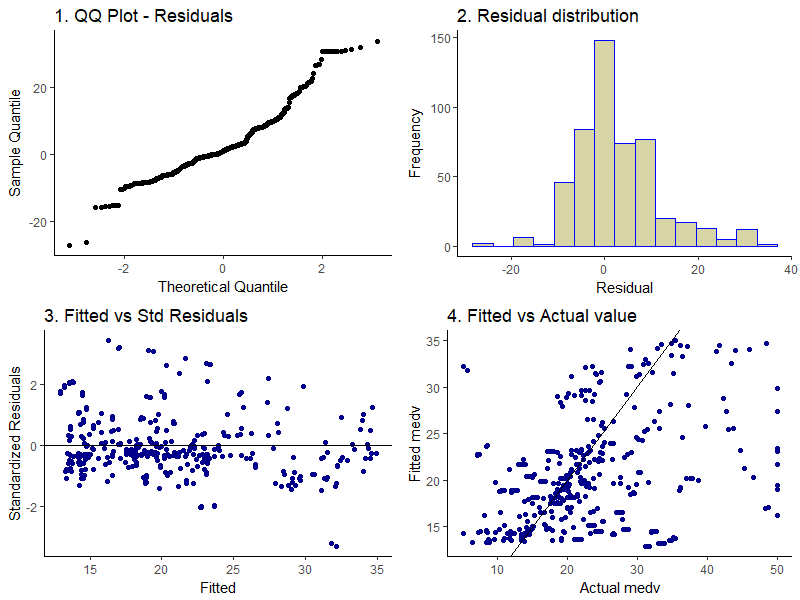 1. QQ Plot - Residuals
Sample Quantile
20
0
-20
-2
0
2
Theoretical Quantile
2. Residual distribution
Frequency
150
100
50
0
-20
0
20
40
Residual
3. Fitted vs Std Residuals
Standardized Residuals
2
0
-2
15
20
25
30
35
Fitted
4. Fitted vs Actual value
Fitted medv
35
30
25
20
15
10
20
30
40
50
Actual medv